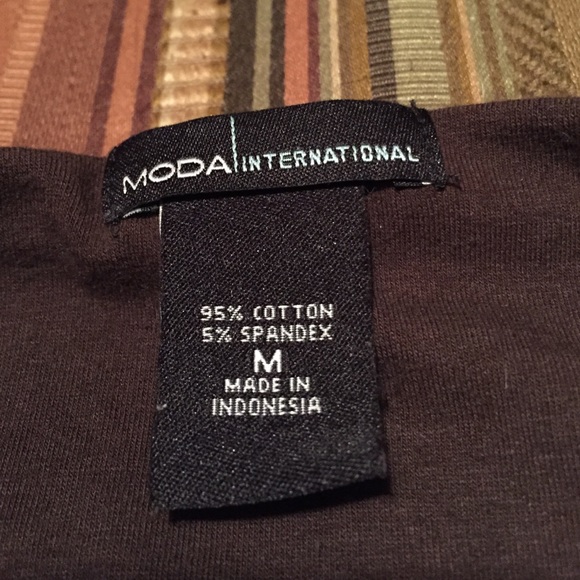 MODA INTERNATIONAL
95% COTTON
5% SPANDEX
M
MADE IN
INDONESIA